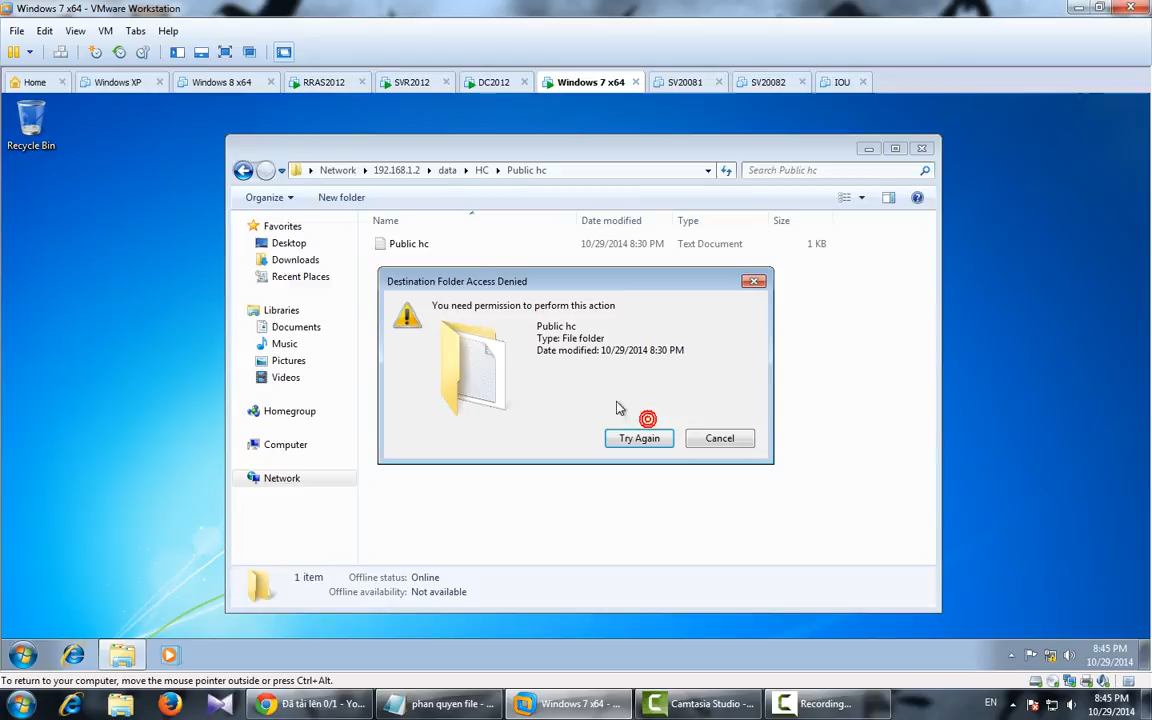 Windows 7 x64 - VMware Workstation
File Edit View VM Tabs Help
Home Windows XP Windows 8 x64 RRAS2012 SVR2012 DC2012 Windows 7 x64 SV20081 SV20082 IOU
Recycle Bin
Network 192.168.1.2 data HC Public hc Search Public hc
Organize New folder
Name Date modified Type Size
Public hc 10/29/2014 8:30 PM Text Document 1 KB
Favorites
Desktop
Downloads
Recent Places
Libraries
Documents
Music
Pictures
Videos
Homegroup
Computer
Network
Destination Folder Access Denied
You need permission to perform this action
Public hc
Type: File folder
Date modified: 10/29/2014 8:30 PM
Try Again Cancel
1 item Offline status: Online
Offline availability: Not available
8:45 PM
10/29/2014
To return to your computer, move the mouse pointer outside or press Ctrl+Alt.
Đã tải lên 0/1 - Yo... phan quyen file - ... Windows 7 x64 - ... Camtasia Studio - ... Recording... EN
8:45 PM
10/29/2014